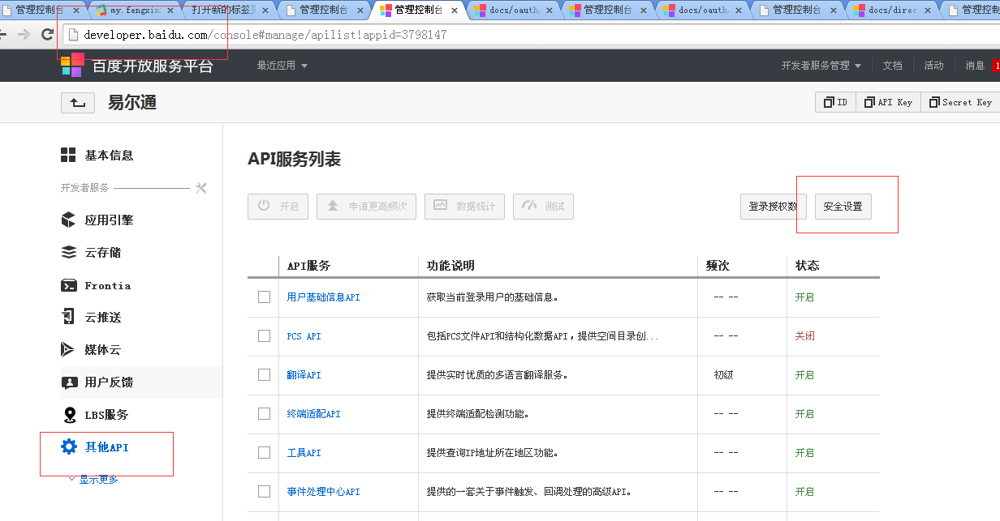 管理控制台 my.fengxin 打开新的标签页 管理控制台 管理控制台 docs/oauth 管理控制台 docs/oauth 管理控制台 docs/direc 管理控
developer.baidu.com/console#manage/apilist!appid=3798147
百度开放服务平台 最近应用 开发者服务管理 文档 活动 消息 1
易尔通 ID API Key Secret Key
基本信息
开发者服务
应用引擎
云存储
Frontia
云推送
媒体云
用户反馈
LBS服务
其他API
显示更多
API服务列表
开启 申请更高频次 数据统计 测试 登录授权数 安全设置
API服务 功能说明 频次 状态
用户基础信息API 获取当前登录用户的基础信息。 -- -- 开启
PCS API 包括PCS文件API和结构化数据API，提供空间目录创... -- -- 关闭
翻译API 提供实时优质的多语言翻译服务。 初级 开启
终端适配API 提供终端适配检测功能。 -- -- 开启
工具API 提供查询IP地址所在地区功能。 -- -- 开启
事件处理中心API 提供的一套关于事件触发、回调处理的高级API。 -- -- 开启